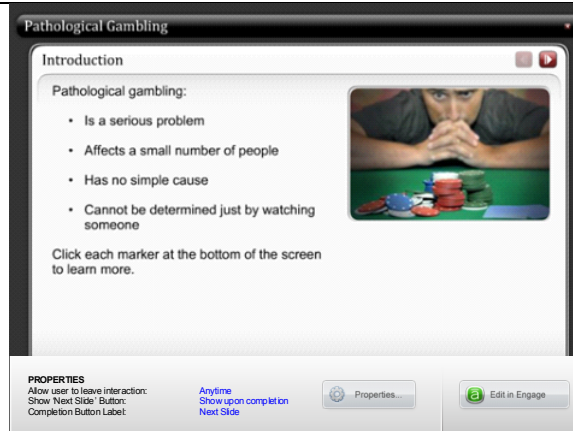 Pathological Gambling
Introduction
Pathological gambling:
• Is a serious problem
• Affects a small number of people
• Has no simple cause
• Cannot be determined just by watching
someone
Click each marker at the bottom of the screen
to learn more.
PROPERTIES
Allow user to leave interaction: Anytime
Show 'Next Slide' Button: Show upon completion
Completion Button Label: Next Slide
Properties...
Edit in Engage